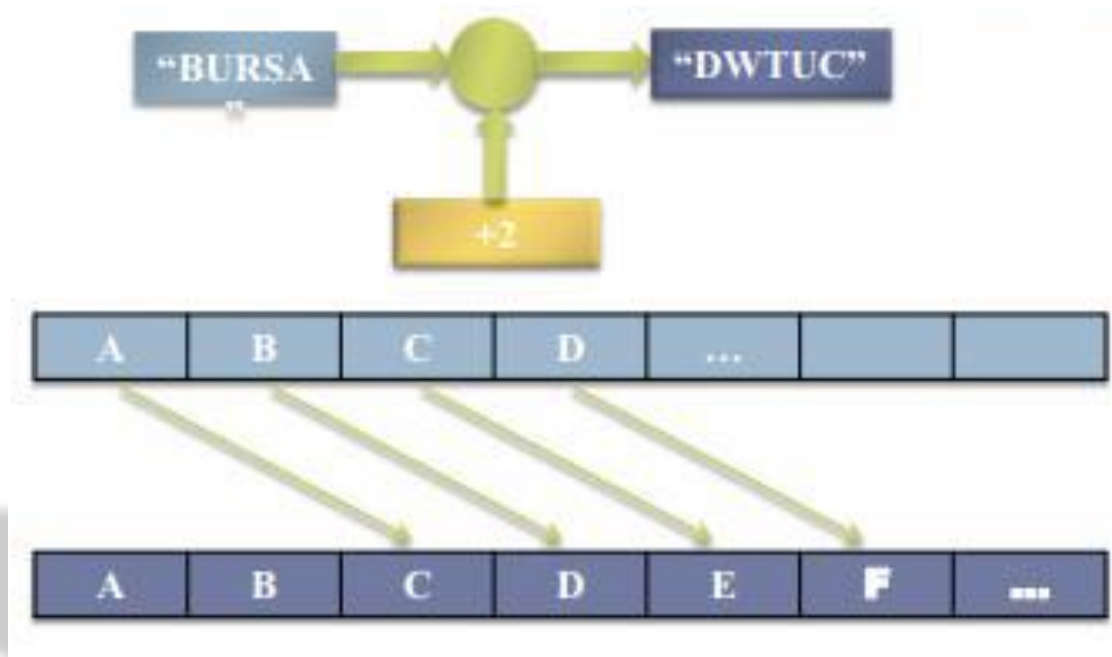 “BURSA
”
“DWTUC”
+2
A B C D ...
A B C D E F ...